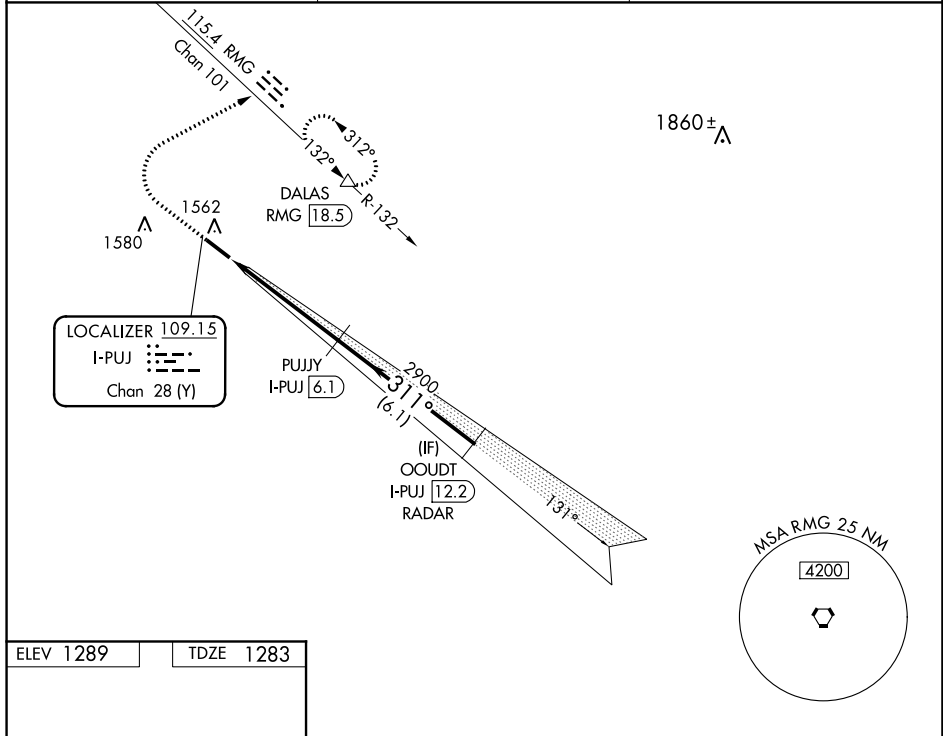 115.4 RMG
Chan 101
1860±
312°
132°
DALAS
RMG 18.5
R-132
1562
1580
LOCALIZER 109.15
I-PUJ
Chan 28 (Y)
PUJJY
I-PUJ 6.1
2900
311°
(6.1)
(IF)
OOUDT
I-PUJ 12.2
RADAR
131°
MSA RMG 25 NM
4200
ELEV 1289
TDZE 1283